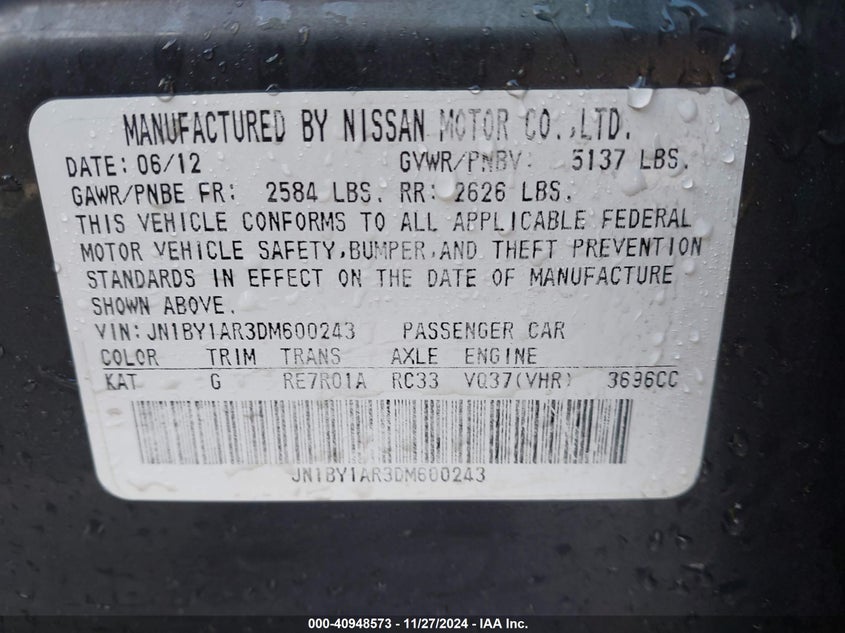 MANUFACTURED BY NISSAN MOTOR CO.,LTD.
DATE: 06/12 GVWR/PNBV: 5137 LBS.
GAWR/PNBE FR: 2584 LBS. RR: 2626 LBS.
THIS VEHICLE CONFORMS TO ALL APPLICABLE FEDERAL
MOTOR VEHICLE SAFETY,BUMPER,AND THEFT PREVENTION
STANDARDS IN EFFECT ON THE DATE OF MANUFACTURE
SHOWN ABOVE.
VIN: JN1BY1AR3DM600243 PASSENGER CAR
COLOR TRIM TRANS AXLE ENGINE
KAT G RE7R01A RC33 VQ37(VHR) 3696CC
JN1BY1AR3DM600243
000-40948573 - 11/27/2024 - IAA Inc.